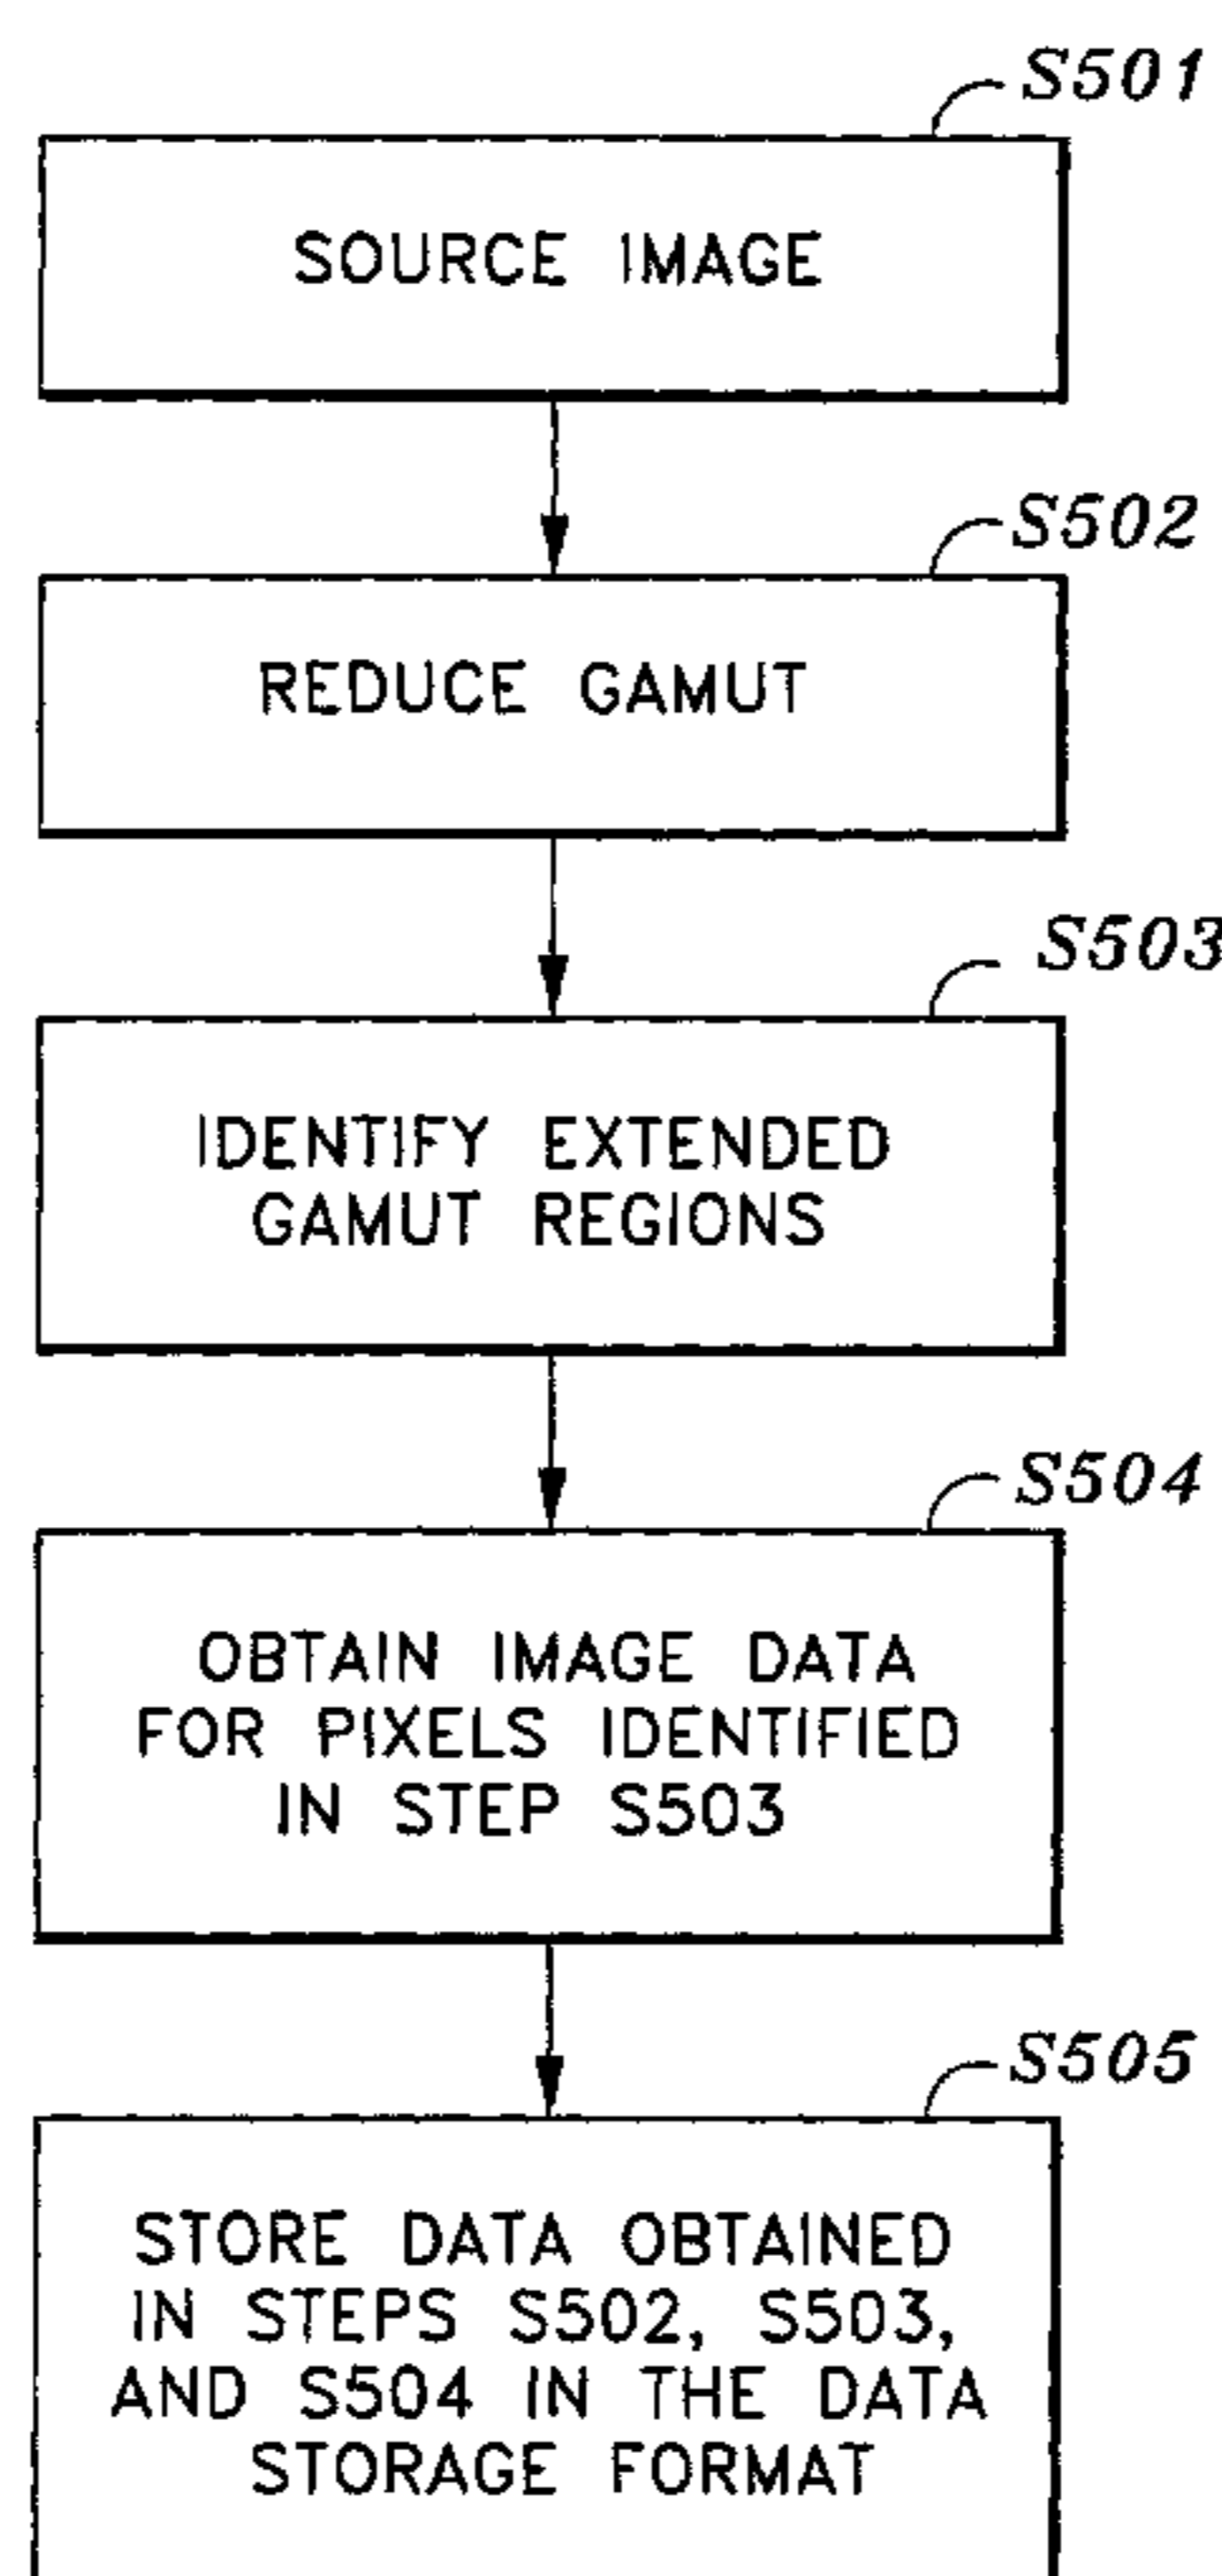 S501
SOURCE IMAGE
S502
REDUCE GAMUT
S503
IDENTIFY EXTENDED
GAMUT REGIONS
S504
OBTAIN IMAGE DATA
FOR PIXELS IDENTIFIED
IN STEP S503
S505
STORE DATA OBTAINED
IN STEPS S502, S503,
AND S504 IN THE DATA
STORAGE FORMAT